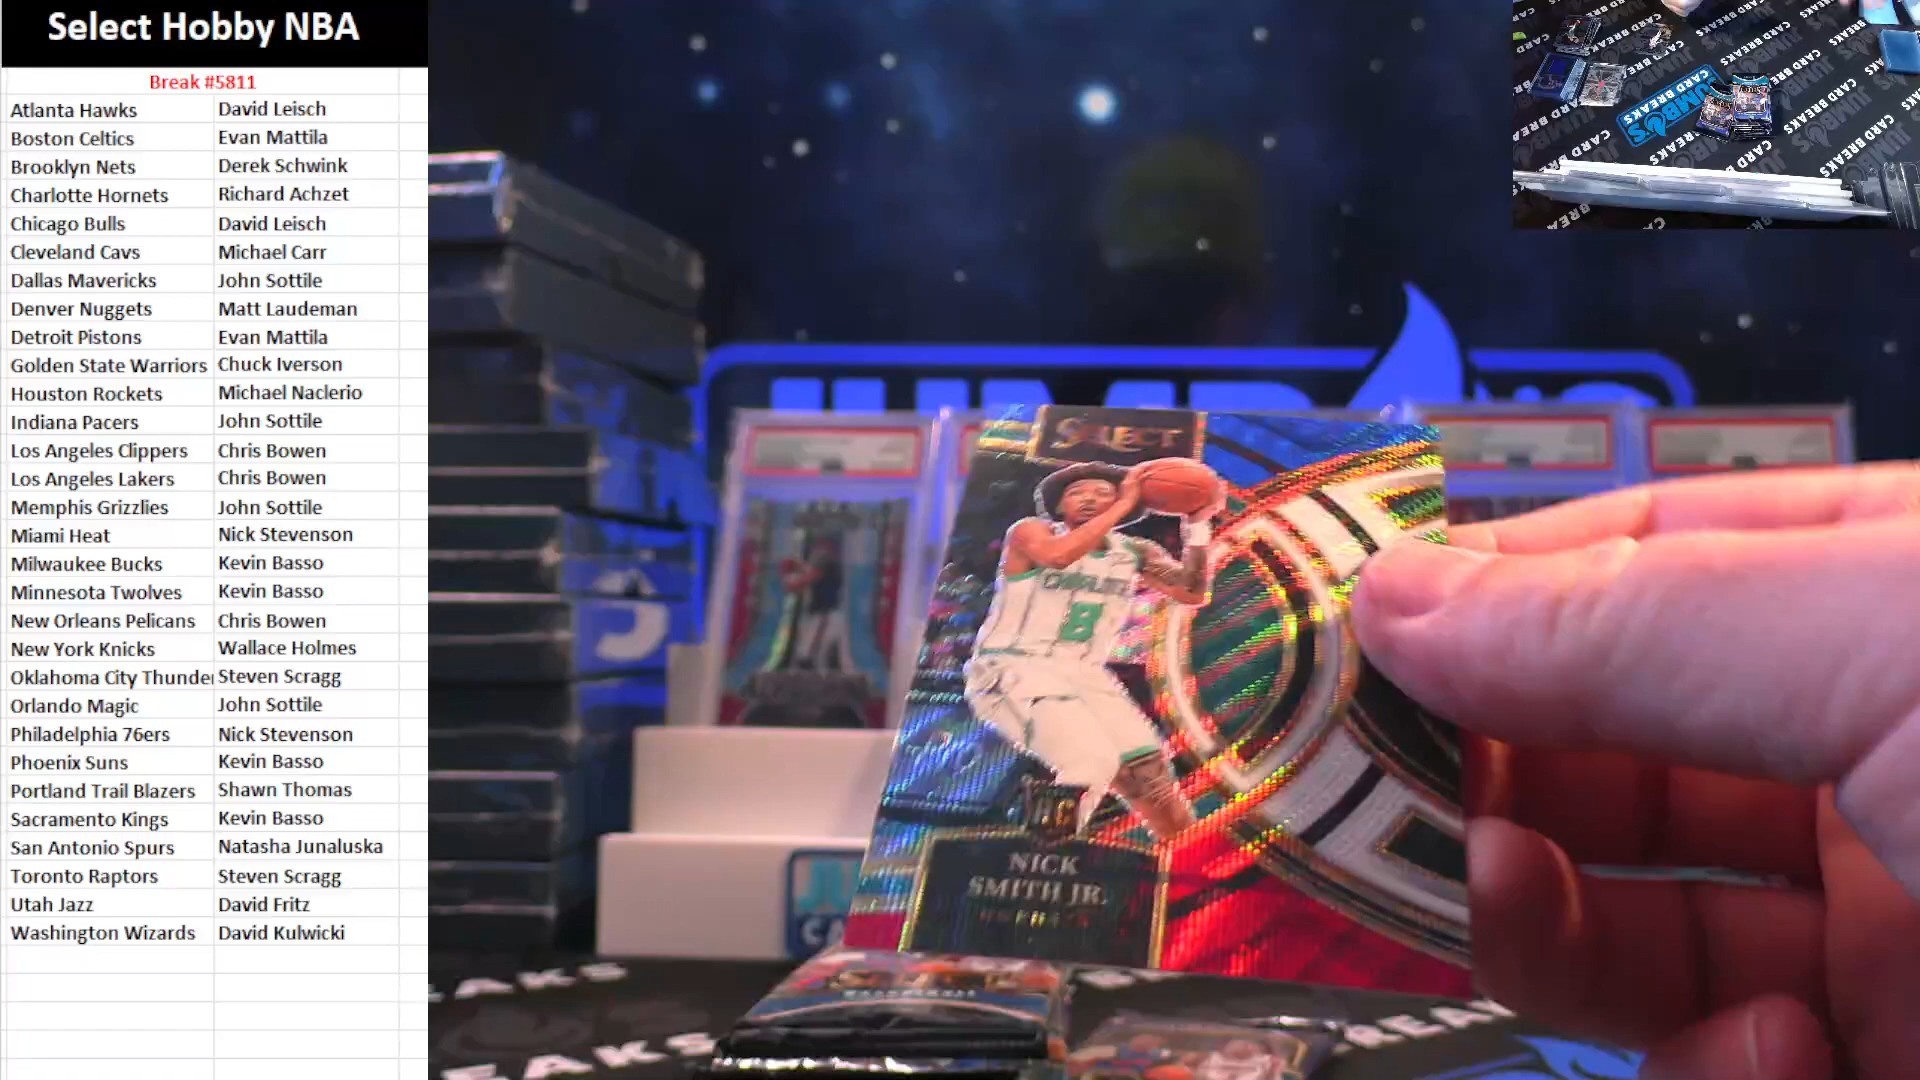 Select Hobby NBA
Break #5811
Atlanta Hawks David Leisch
Boston Celtics Evan Mattila
Brooklyn Nets Derek Schwink
Charlotte Hornets Richard Achzet
Chicago Bulls David Leisch
Cleveland Cavs Michael Carr
Dallas Mavericks John Sottile
Denver Nuggets Matt Laudeman
Detroit Pistons Evan Mattila
Golden State Warriors Chuck Iverson
Houston Rockets Michael Naclerio
Indiana Pacers John Sottile
Los Angeles Clippers Chris Bowen
Los Angeles Lakers Chris Bowen
Memphis Grizzlies John Sottile
Miami Heat Nick Stevenson
Milwaukee Bucks Kevin Basso
Minnesota Twolves Kevin Basso
New Orleans Pelicans Chris Bowen
New York Knicks Wallace Holmes
Oklahoma City Thunder Steven Scragg
Orlando Magic John Sottile
Philadelphia 76ers Nick Stevenson
Phoenix Suns Kevin Basso
Portland Trail Blazers Shawn Thomas
Sacramento Kings Kevin Basso
San Antonio Spurs Natasha Junaluska
Toronto Raptors Steven Scragg
Utah Jazz David Fritz
Washington Wizards David Kulwicki
SELECT
8
RC
NICK
SMITH JR.
HORNETS
JUMBO'S
CARD BREAKS